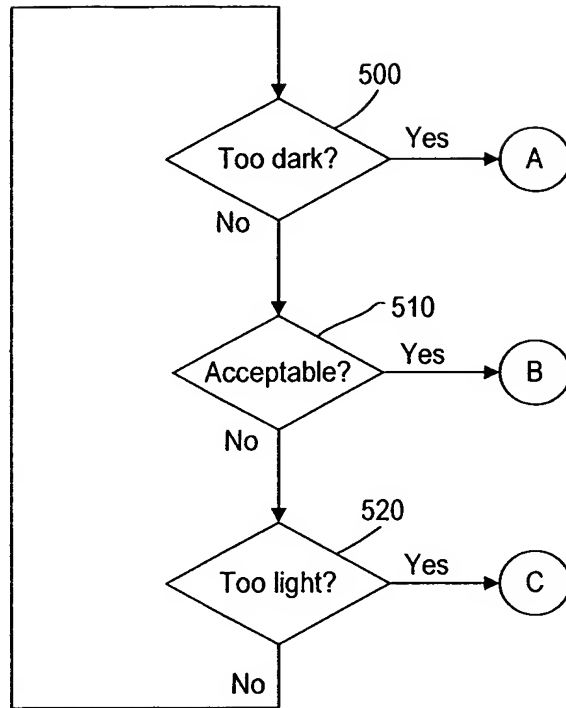 500
Too dark?
Yes
A
No
510
Acceptable?
Yes
B
No
520
Too light?
Yes
C
No